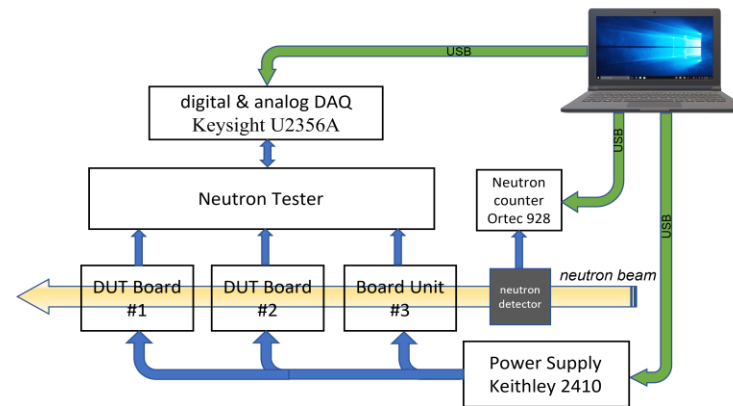 USB
digital & analog DAQ
Keysight U2356A
Neutron Tester
Neutron
counter
Ortec 928
USB
USB
DUT Board
#1
DUT Board
#2
Board Unit
#3
neutron
detector
neutron beam
Power Supply
Keithley 2410